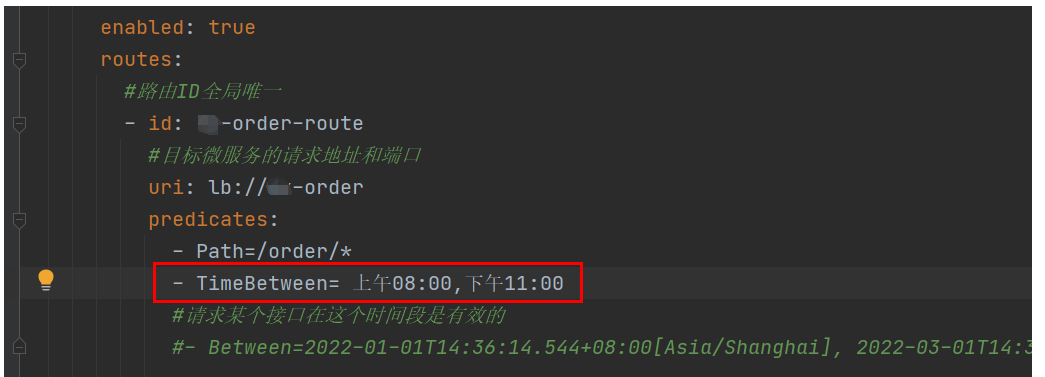 enabled: true
routes:
#路由ID全局唯一
- id: -order-route
#目标微服务的请求地址和端口
uri: lb://-order
predicates:
- Path=/order/*
- TimeBetween= 上午08:00,下午11:00
#请求某个接口在这个时间段是有效的
#- Between=2022-01-01T14:36:14.544+08:00[Asia/Shanghai], 2022-03-01T14:3